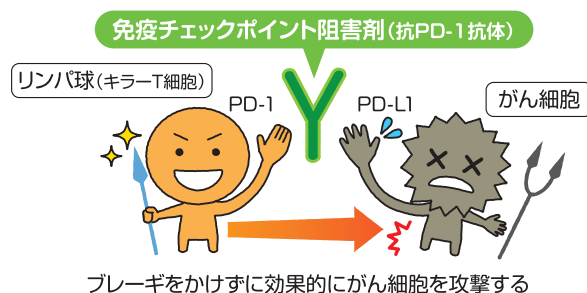 免疫チェックポイント阻害剤（抗PD-1抗体）
リンパ球（キラーT細胞）
PD-1
PD-L1
がん細胞
ブレーギをかけずに効果的にがん細胞を攻撃する